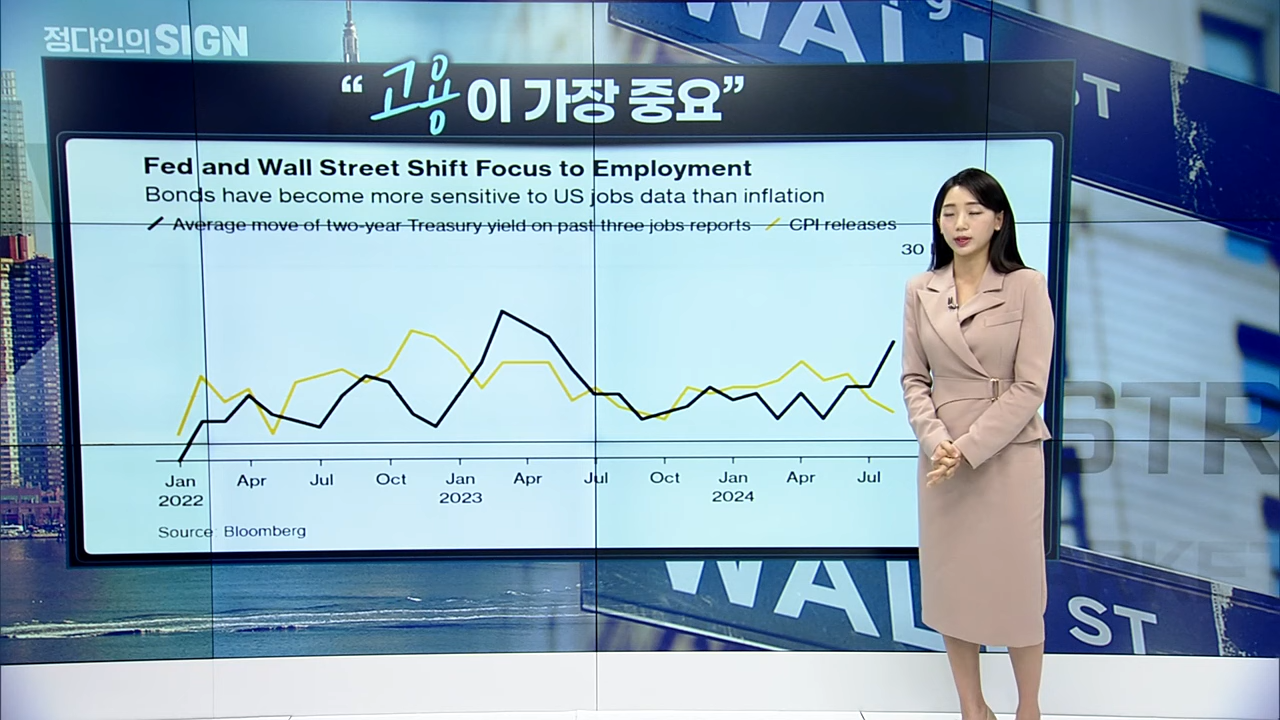 정다인의 SIGN
WALL
ST
“고용이 가장 중요”
Fed and Wall Street Shift Focus to Employment
Bonds have become more sensitive to US jobs data than inflation
Average move of two-year Treasury yield on past three jobs reports CPI releases
30
Jan Apr Jul Oct Jan Apr Jul Oct Jan Apr Jul
2022 2023 2024
Source: Bloomberg
STR
WALL ST